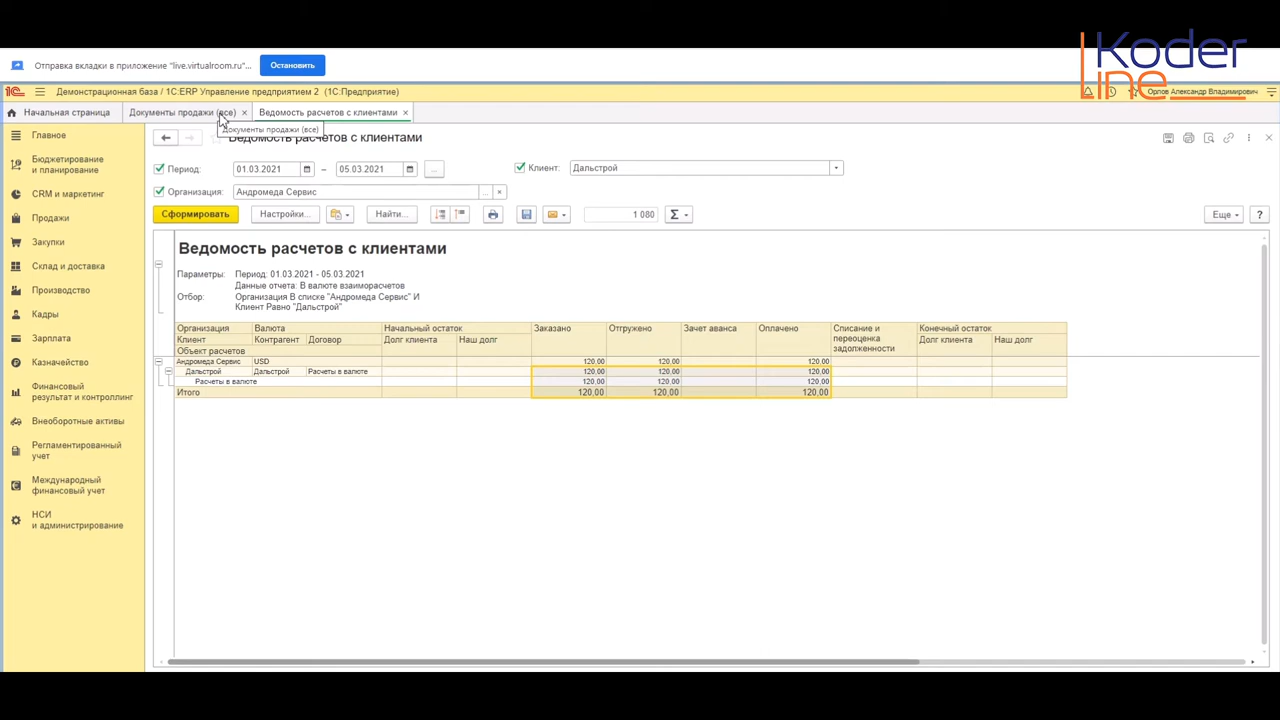 Koder
Line
Отправка вкладки в приложение "live.virtualroom.ru"... Остановить
1С Демонстрационная база / 1С:ERP Управление предприятием 2 (1С:Предприятие) Орлов Александр Владимирович
Начальная страница Документы продажи (все) × Ведомость расчетов с клиентами ×
Документы продажи (все)
Ведомость расчетов с клиентами
Главное
Бюджетирование
и планирование
CRM и маркетинг
Продажи
Закупки
Склад и доставка
Производство
Кадры
Зарплата
Казначейство
Финансовый
результат и контроллинг
Внеоборотные активы
Регламентированный
учет
Международный
финансовый учет
НСИ
и администрирование
Период: 01.03.2021 – 05.03.2021 ... Клиент: Дальстрой
Организация: Андромеда Сервис ... ×
Сформировать Настройки... Найти... 1 080 Σ Еще ?
Ведомость расчетов с клиентами
Параметры: Период: 01.03.2021 - 05.03.2021
Данные отчета: В валюте взаиморасчетов
Отбор: Организация В списке "Андромеда Сервис" И
Клиент Равно "Дальстрой"
Организация Валюта Начальный остаток Заказано Отгружено Зачет аванса Оплачено Списание и Конечный остаток
Клиент Контрагент Договор Долг клиента Наш долг переоценка Долг клиента Наш долг
Объект расчетов задолженности
Андромеда Сервис USD 120,00 120,00 120,00
Дальстрой Дальстрой Расчеты в валюте 120,00 120,00 120,00
Расчеты в валюте 120,00 120,00 120,00
Итого 120,00 120,00 120,00